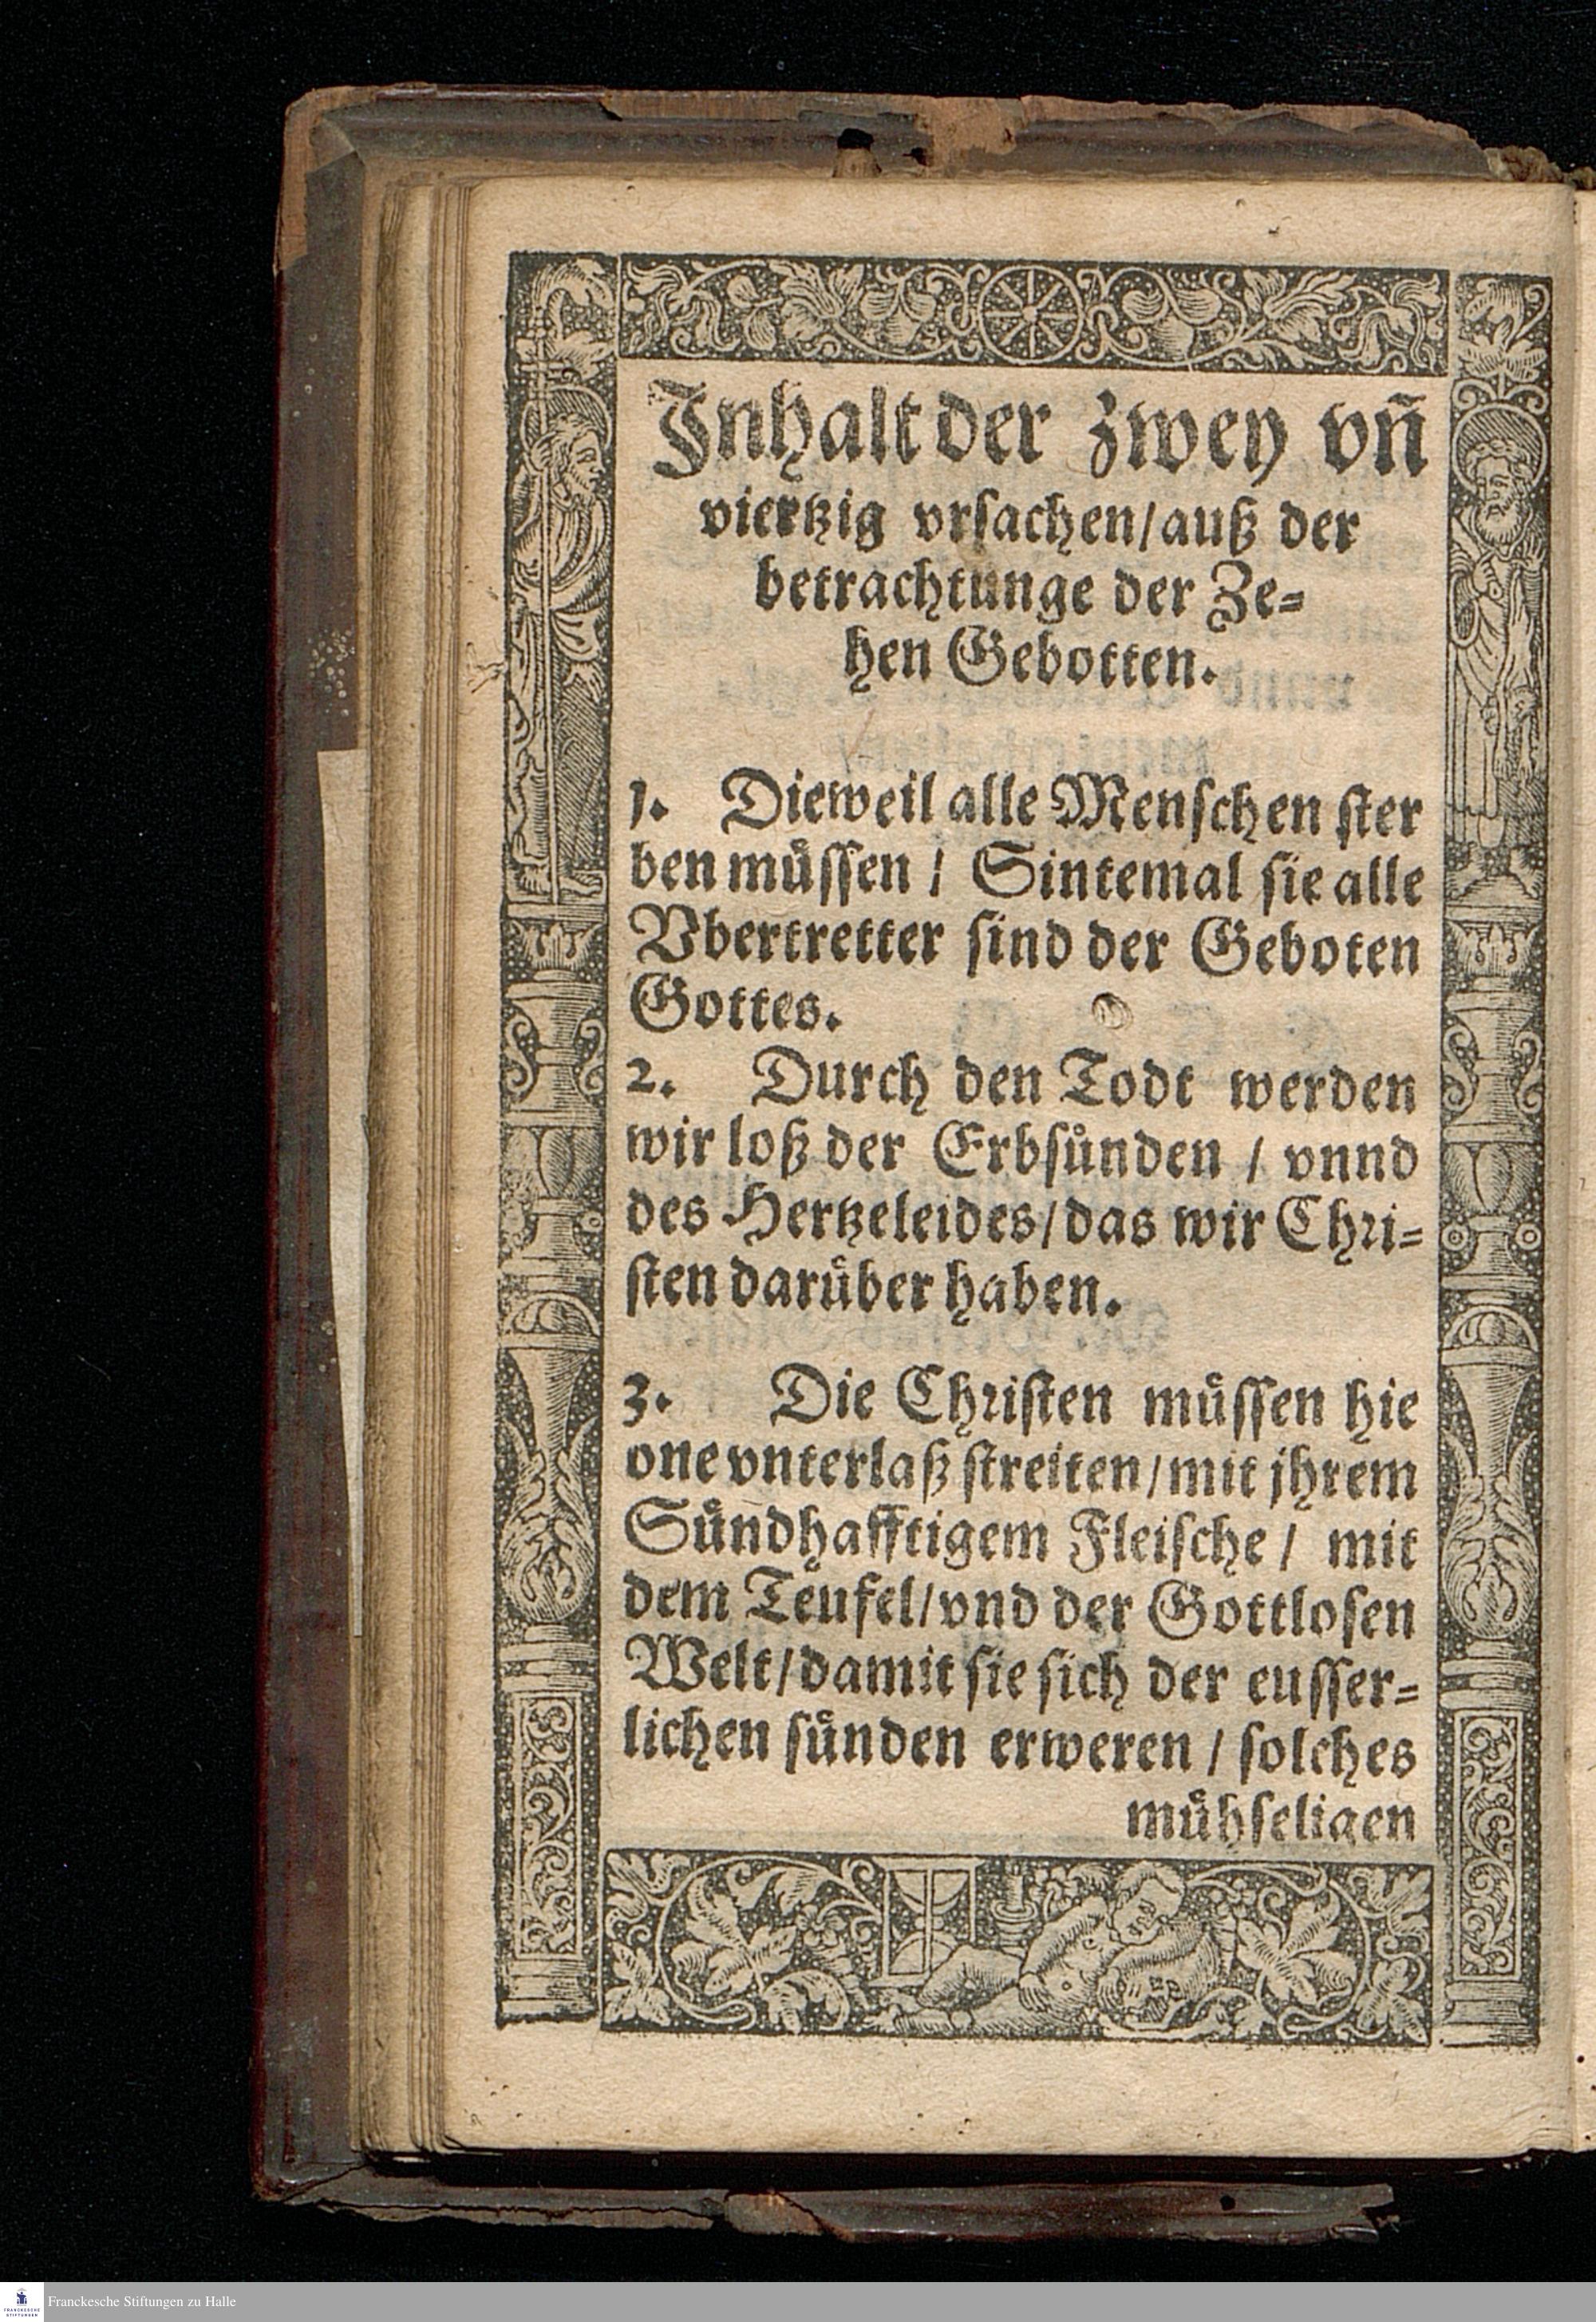 Inhalt der zwey vñ
viertzig vrsachen/auß der
betrachtunge der Ze-
hen Gebotten.
1. Dieweil alle Menschen ster
ben müssen / Sintemal sie alle
Vbertretter sind der Geboten
Gottes.
2. Durch den Todt werden
wir loß der Erbsünden / vnnd
des Hertzeleides/das wir Chri-
sten darüber haben.
3. Die Christen müssen hie
one vnterlaß streiten/mit jhrem
Sündhafftigem Fleische / mit
dem Teufel/vnd der Gottlosen
Welt/damit sie sich der eusser-
lichen sünden erweren / solches
mühseligen
Franckesche Stiftungen zu Halle
FRANCKESCHE
STIFTUNGEN